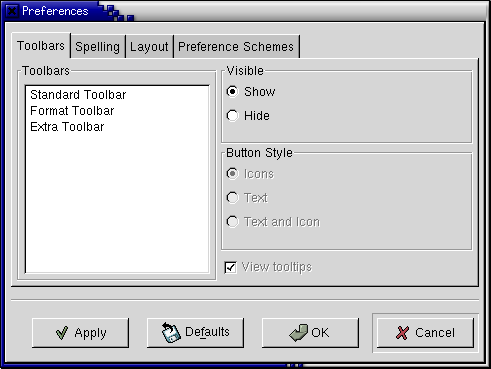 Preferences
Toolbars Spelling Layout Preference Schemes
Toolbars
Standard Toolbar
Format Toolbar
Extra Toolbar
Visible
Show
Hide
Button Style
Icons
Text
Text and Icon
View tooltips
Apply Defaults OK Cancel